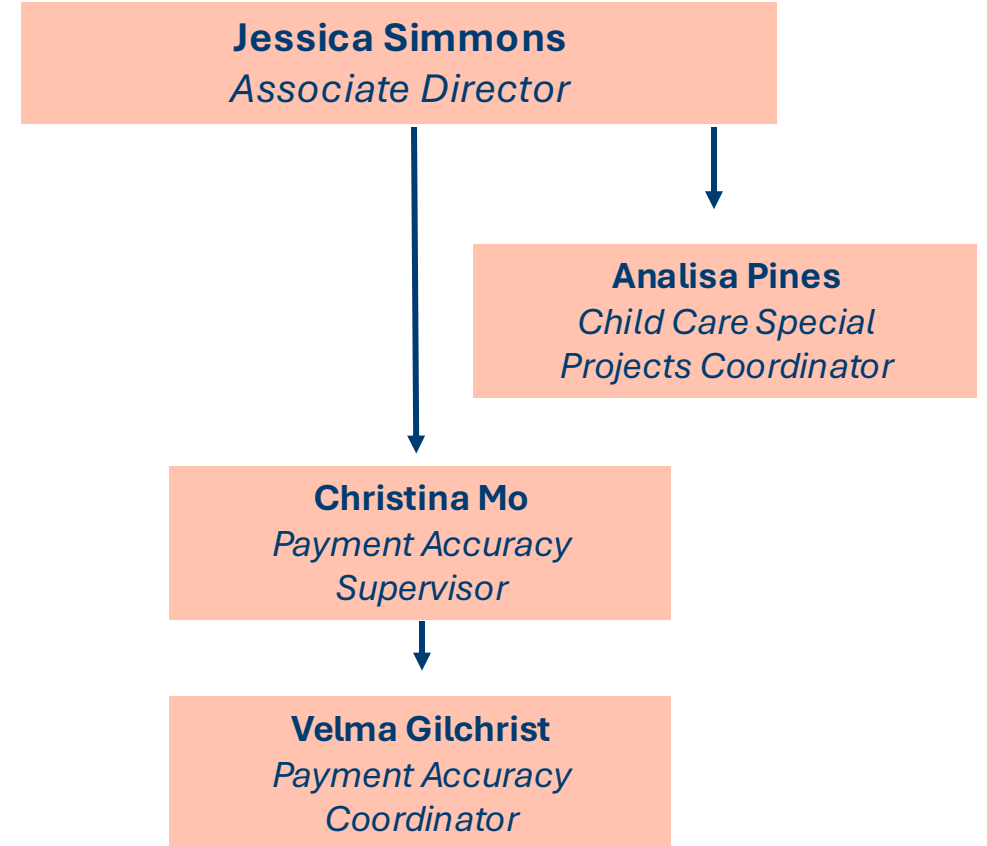 Jessica Simmons
Associate Director
Analisa Pines
Child Care Special
Projects Coordinator
Christina Mo
Payment Accuracy
Supervisor
Velma Gilchrist
Payment Accuracy
Coordinator